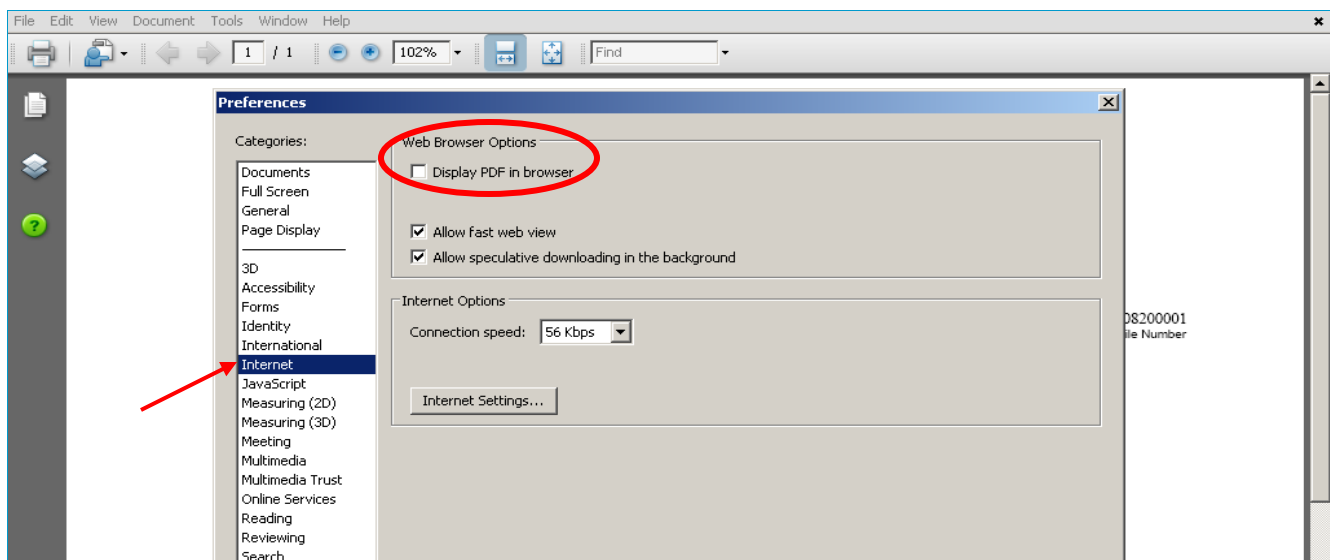 File Edit View Document Tools Window Help
1 / 1 102% Find
Preferences
Categories:
Documents
Full Screen
General
Page Display
3D
Accessibility
Forms
Identity
International
Internet
JavaScript
Measuring (2D)
Measuring (3D)
Meeting
Multimedia
Multimedia Trust
Online Services
Reading
Reviewing
Search
Web Browser Options
Display PDF in browser
Allow fast web view
Allow speculative downloading in the background
Internet Options
Connection speed: 56 Kbps
Internet Settings...
08200001
ile Number